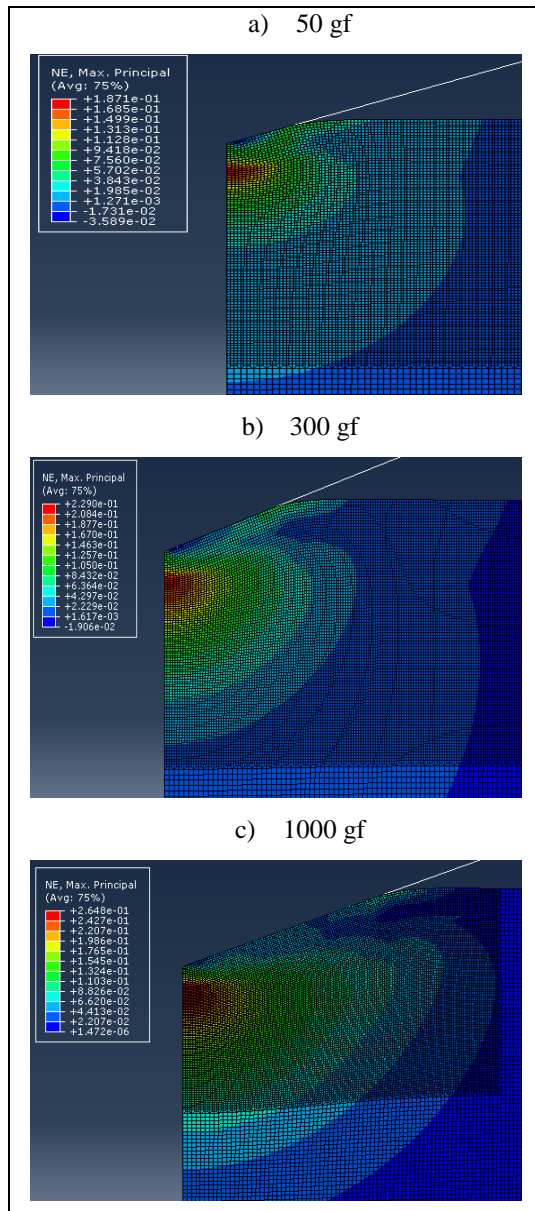 a) 50 gf
NE, Max. Principal
(Avg: 75%)
+1.871e-01
+1.685e-01
+1.499e-01
+1.313e-01
+1.128e-01
+9.418e-02
+7.560e-02
+5.702e-02
+3.843e-02
+1.985e-02
+1.271e-03
-1.731e-02
-3.589e-02
b) 300 gf
NE, Max. Principal
(Avg: 75%)
+2.290e-01
+2.084e-01
+1.877e-01
+1.670e-01
+1.463e-01
+1.257e-01
+1.050e-01
+8.432e-02
+6.364e-02
+4.297e-02
+2.229e-02
+1.617e-03
-1.906e-02
c) 1000 gf
NE, Max. Principal
(Avg: 75%)
+2.648e-01
+2.427e-01
+2.207e-01
+1.986e-01
+1.765e-01
+1.545e-01
+1.324e-01
+1.103e-01
+8.826e-02
+6.620e-02
+4.413e-02
+2.207e-02
+1.472e-06